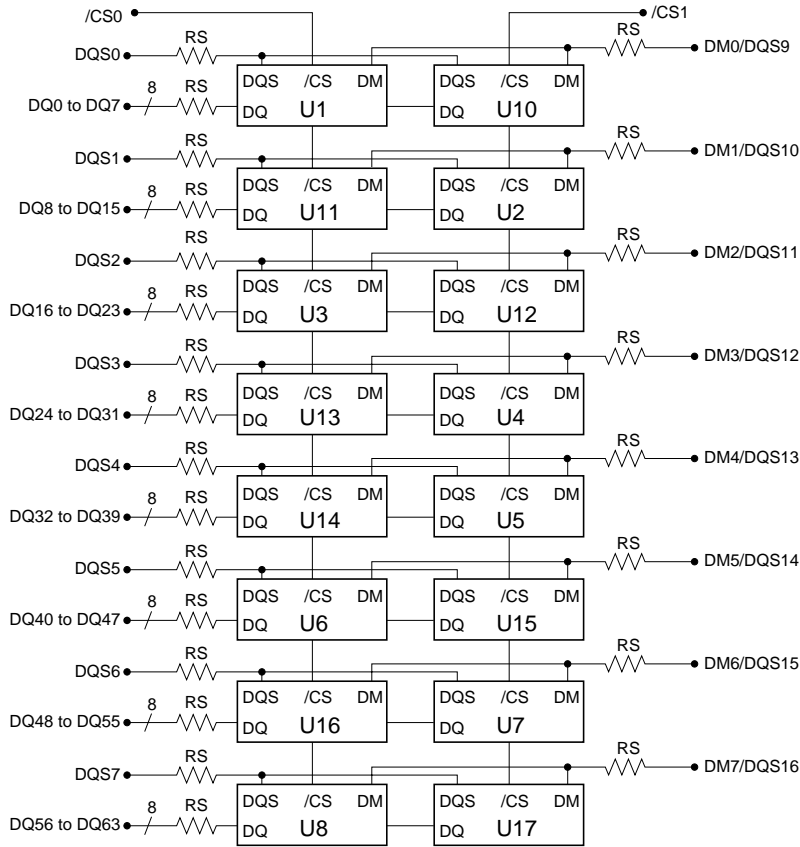 /CS0
/CS1
RS
RS
DQS0
DM0/DQS9
DQS /CS DM
DQS /CS DM
8
RS
DQ0 to DQ7
DQ
U1
DQ
U10
RS
RS
DQS1
DM1/DQS10
DQS /CS DM
DQS /CS DM
8
RS
DQ8 to DQ15
DQ
U11
DQ
U2
RS
RS
DQS2
DM2/DQS11
DQS /CS DM
DQS /CS DM
8
RS
DQ16 to DQ23
DQ
U3
DQ
U12
RS
RS
DQS3
DM3/DQS12
DQS /CS DM
DQS /CS DM
8
RS
DQ24 to DQ31
DQ
U13
DQ
U4
RS
RS
DQS4
DM4/DQS13
DQS /CS DM
DQS /CS DM
8
RS
DQ32 to DQ39
DQ
U14
DQ
U5
RS
RS
DQS5
DM5/DQS14
DQS /CS DM
DQS /CS DM
8
RS
DQ40 to DQ47
DQ
U6
DQ
U15
RS
RS
DQS6
DM6/DQS15
DQS /CS DM
DQS /CS DM
8
RS
DQ48 to DQ55
DQ
U16
DQ
U7
RS
RS
DQS7
DM7/DQS16
DQS /CS DM
DQS /CS DM
8
RS
DQ56 to DQ63
DQ
U8
DQ
U17